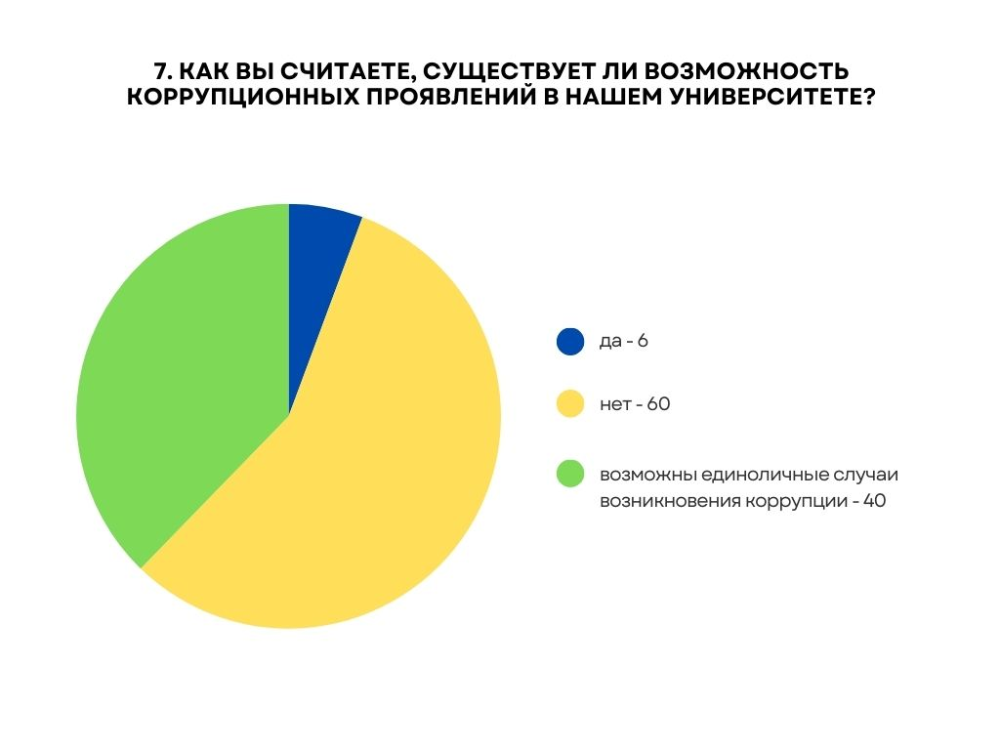 7. КАК ВЫ СЧИТАЕТЕ, СУЩЕСТВУЕТ ЛИ ВОЗМОЖНОСТЬ
КОРРУПЦИОННЫХ ПРОЯВЛЕНИЙ В НАШЕМ УНИВЕРСИТЕТЕ?
да - 6
нет - 60
возможны единоличные случаи
возникновения коррупции - 40